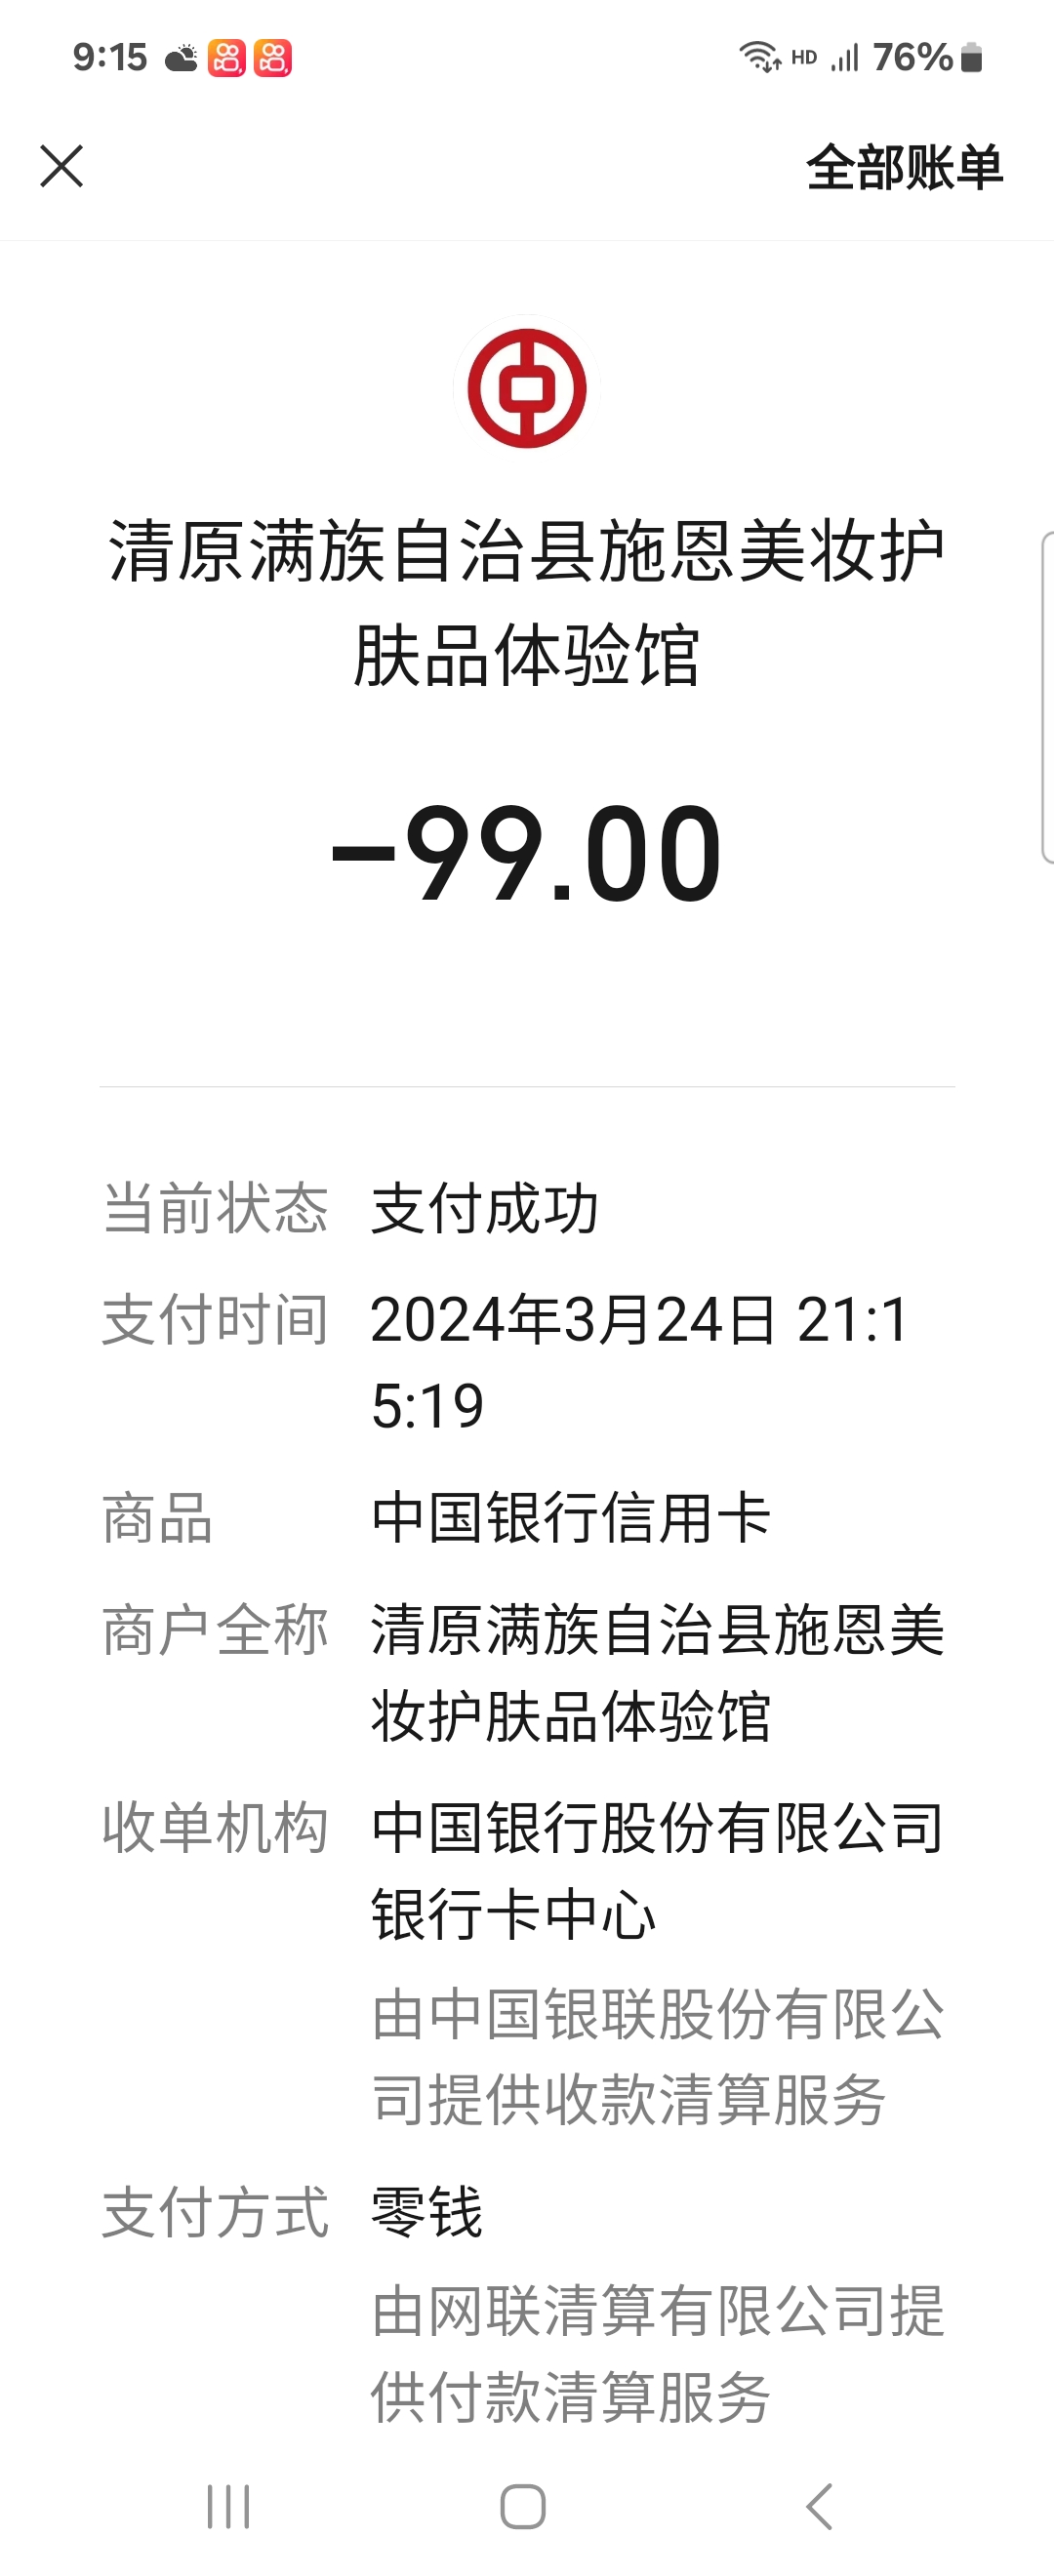 9:15 HD 76%
全部账单
清原满族自治县施恩美妆护
肤品体验馆
-99.00
当前状态 支付成功
支付时间 2024年3月24日 21:1
5:19
商品 中国银行信用卡
商户全称 清原满族自治县施恩美
妆护肤品体验馆
收单机构 中国银行股份有限公司
银行卡中心
由中国银联股份有限公
司提供收款清算服务
支付方式 零钱
由网联清算有限公司提
供付款清算服务